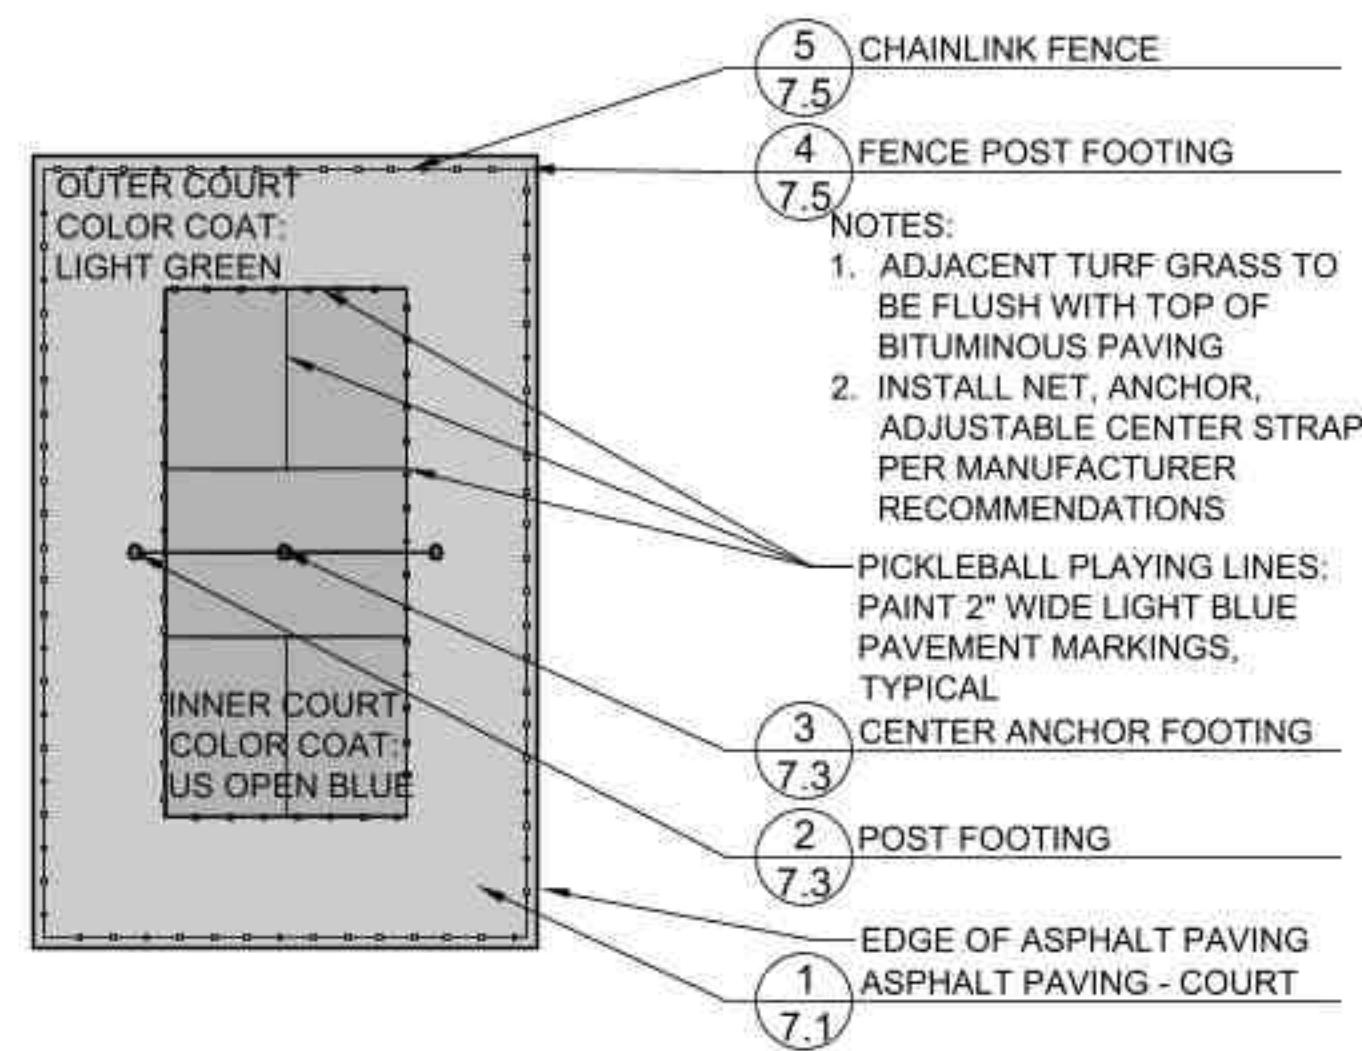 5
CHAINLINK FENCE
7.5
4
FENCE POST FOOTING
7.5
OUTER COURT
COLOR COAT:
LIGHT GREEN
NOTES:
1. ADJACENT TURF GRASS TO
BE FLUSH WITH TOP OF
BITUMINOUS PAVING
2. INSTALL NET, ANCHOR,
ADJUSTABLE CENTER STRAP
PER MANUFACTURER
RECOMMENDATIONS
PICKLEBALL PLAYING LINES:
PAINT 2" WIDE LIGHT BLUE
PAVEMENT MARKINGS,
TYPICAL
INNER COURT
COLOR COAT:
US OPEN BLUE
3
CENTER ANCHOR FOOTING
7.3
2
POST FOOTING
7.3
EDGE OF ASPHALT PAVING
1
ASPHALT PAVING - COURT
7.1